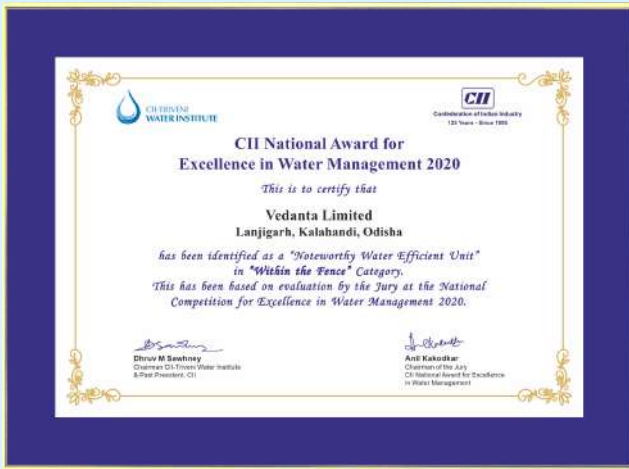 CII-TRIVENI
WATER INSTITUTE
CII
Confederation of Indian Industry
125 Years - Since 1895
CII National Award for
Excellence in Water Management 2020
This is to certify that
Vedanta Limited
Lanjigarh, Kalahandi, Odisha
has been identified as a "Noteworthy Water Efficient Unit"
in "Within the Fence" Category.
This has been based on evaluation by the Jury at the National
Competition for Excellence in Water Management 2020.
Dhruv M Sawhney
Chairman CII-Triveni Water Institute
& Past President, CII
Anil Kakodkar
Chairman of the Jury
CII National Award for Excellence
in Water Management